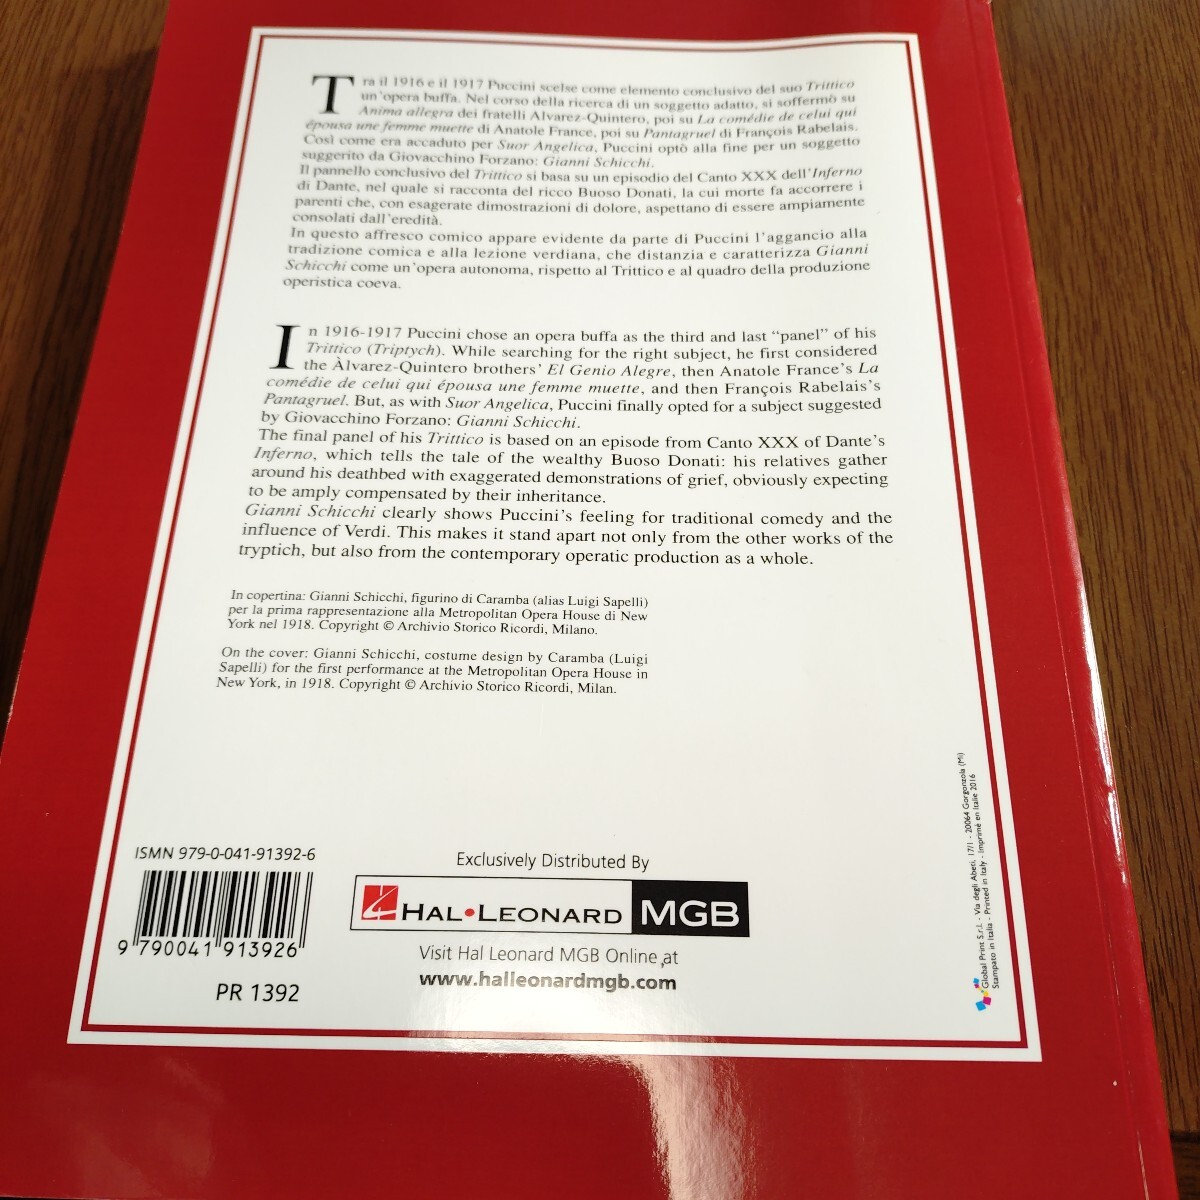 Tra il 1916 e il 1917 Puccini scelse come elemento conclusivo del suo Trittico
un'opera buffa. Nel corso della ricerca di un soggetto adatto, si soffermò su
Anima allegra dei fratelli Alvarez-Quintero, poi su La comédie de celui qui
épousa une femme muette di Anatole France, poi su Pantagruel di François Rabelais.
Così come era accaduto per Suor Angelica, Puccini optò alla fine per un soggetto
suggerito da Giovacchino Forzano: Gianni Schicchi.
Il pannello conclusivo del Trittico si basa su un episodio del Canto XXX dell'Inferno
di Dante, nel quale si racconta del ricco Buoso Donati, la cui morte fa accorrere i
parenti che, con esagerate dimostrazioni di dolore, aspettano di essere ampiamente
consolati dall'eredità.
In questo affresco comico appare evidente da parte di Puccini l'aggancio alla
tradizione comica e alla lezione verdiana, che distanzia e caratterizza Gianni
Schicchi come un'opera autonoma, rispetto al Trittico e al quadro della produzione
operistica coeva.
In 1916-1917 Puccini chose an opera buffa as the third and last “panel” of his
Trittico (Triptych). While searching for the right subject, he first considered
the Àlvarez-Quintero brothers' El Genio Alegre, then Anatole France's La
comédie de celui qui épousa une femme muette, and then François Rabelais's
Pantagruel. But, as with Suor Angelica, Puccini finally opted for a subject suggested
by Giovacchino Forzano: Gianni Schicchi.
The final panel of his Trittico is based on an episode from Canto XXX of Dante's
Inferno, which tells the tale of the wealthy Buoso Donati: his relatives gather
around his deathbed with exaggerated demonstrations of grief, obviously expecting
to be amply compensated by their inheritance.
Gianni Schicchi clearly shows Puccini's feeling for traditional comedy and the
influence of Verdi. This makes it stand apart not only from the other works of the
tryptich, but also from the contemporary operatic production as a whole.
In copertina: Gianni Schicchi, figurino di Caramba (alias Luigi Sapelli)
per la prima rappresentazione alla Metropolitan Opera House di New
York nel 1918. Copyright © Archivio Storico Ricordi, Milano.
On the cover: Gianni Schicchi, costume design by Caramba (Luigi
Sapelli) for the first performance at the Metropolitan Opera House in
New York, in 1918. Copyright © Archivio Storico Ricordi, Milan.
ISMN 979-0-041-91392-6
9 790041 913926
PR 1392
Exclusively Distributed By
HAL•LEONARD MGB
Visit Hal Leonard MGB Online at
www.halleonardmgb.com
Global Print S.r.l. - Via degli Abeti, 17/1 - 20064 Gorgonzola (MI)
Stampato in Italia - Printed in Italy - Imprimé en Italie 2016